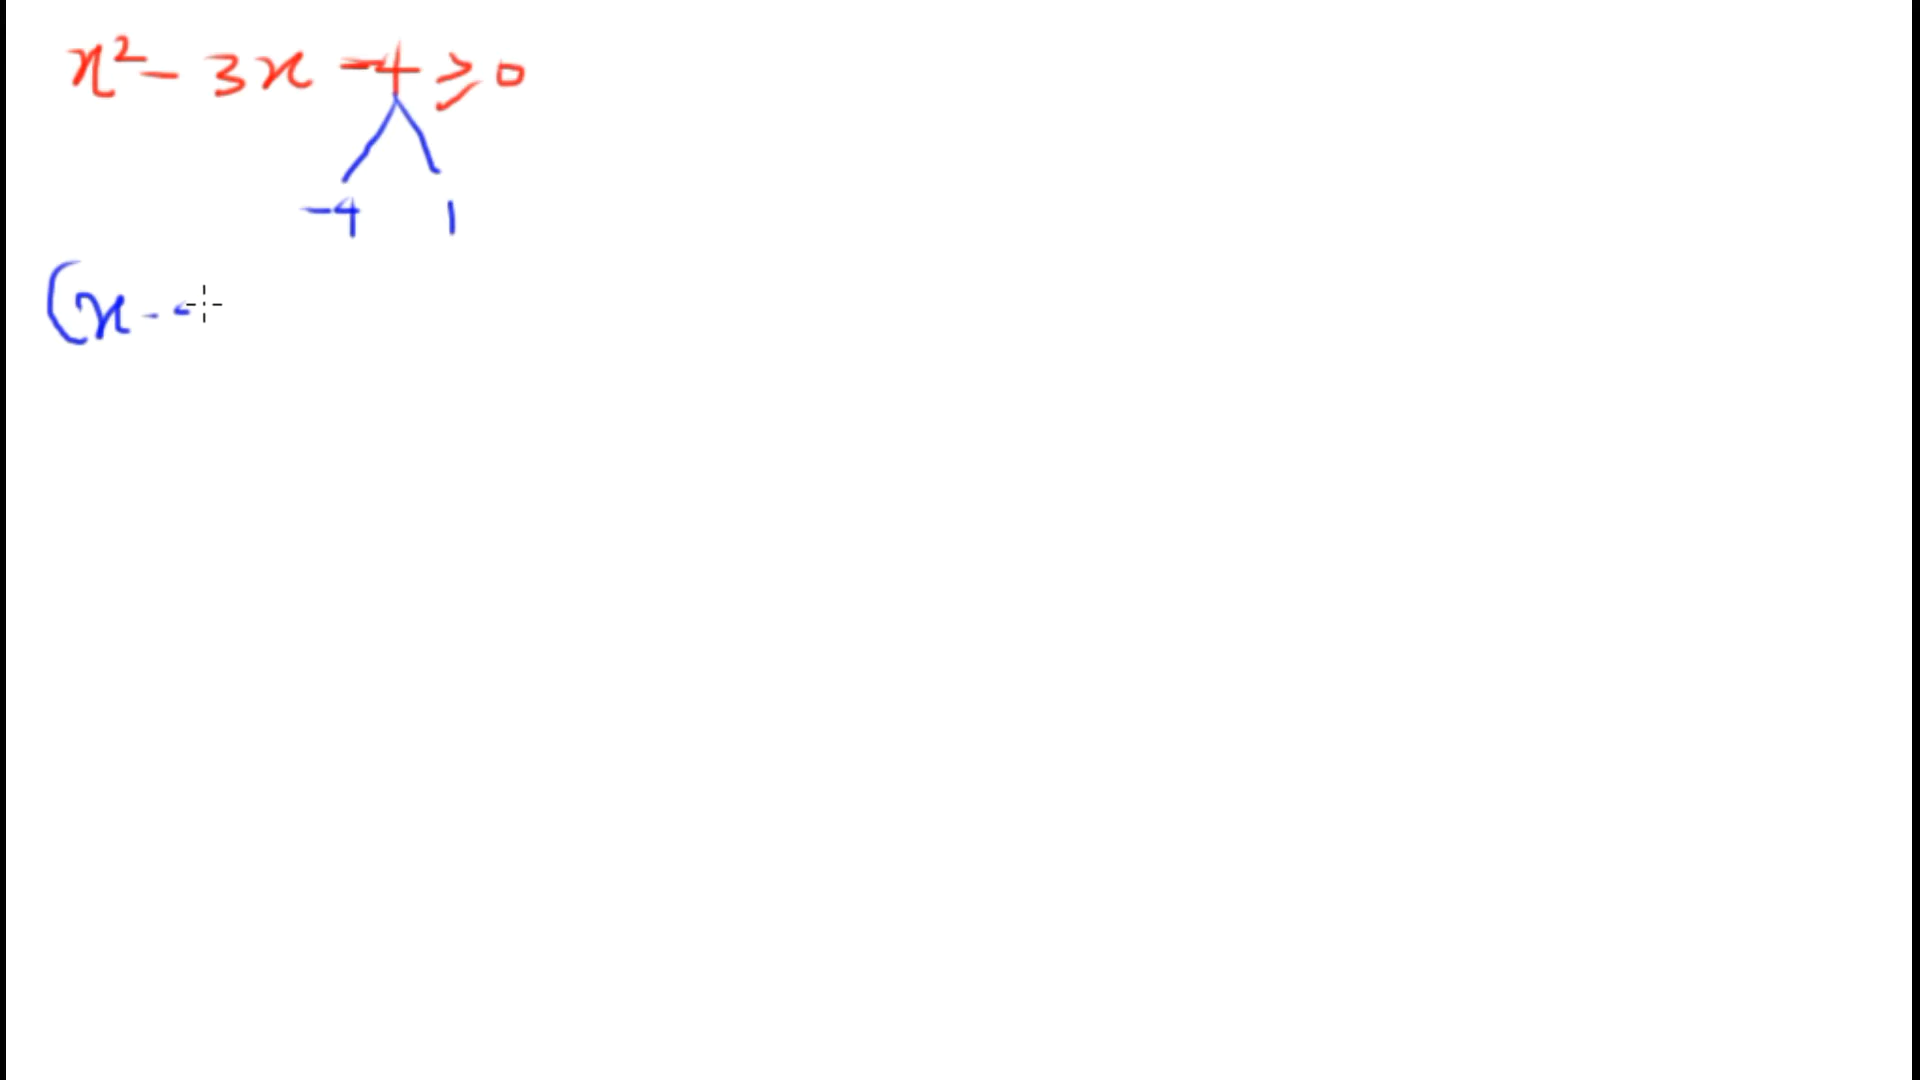 x² - 3x - 4 ≥ 0
-4 1
(x -